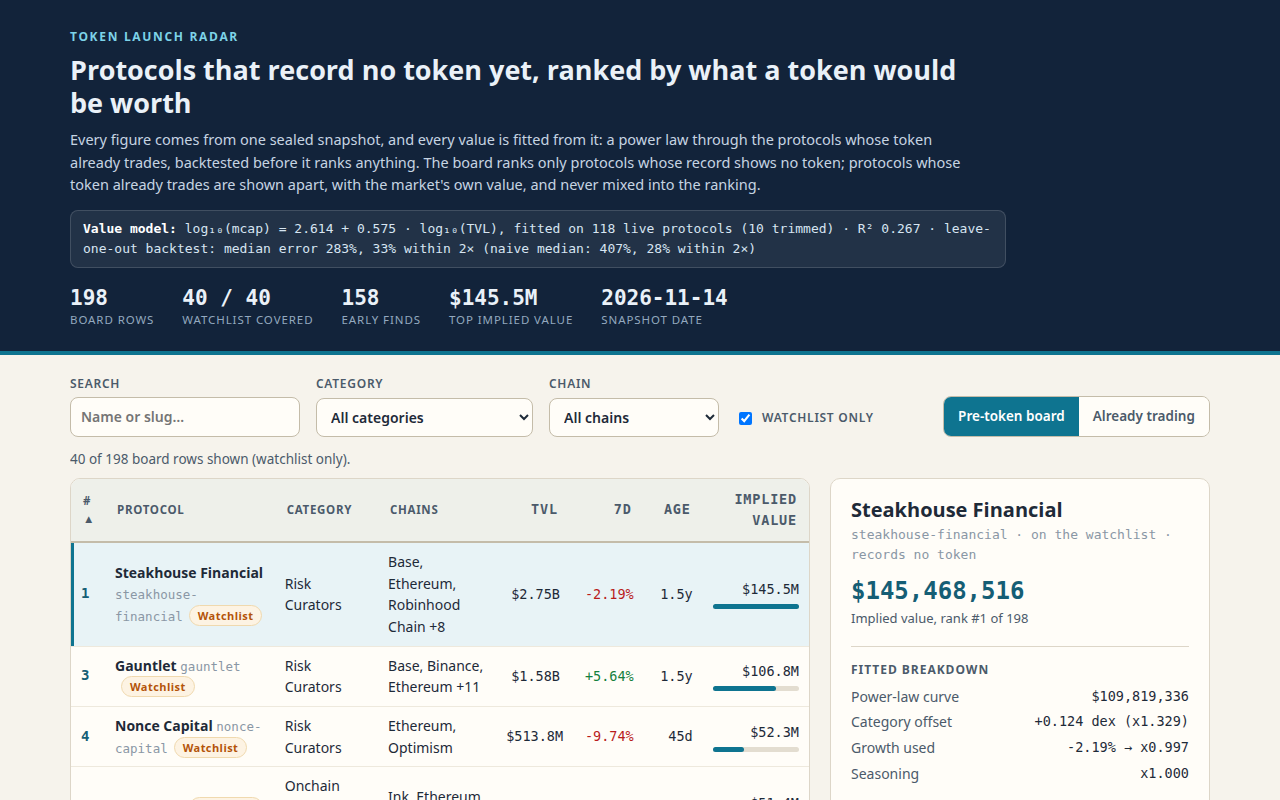 TOKEN LAUNCH RADAR
Protocols that record no token yet, ranked by what a token would
be worth
Every figure comes from one sealed snapshot, and every value is fitted from it: a power law through the protocols whose token
already trades, backtested before it ranks anything. The board ranks only protocols whose record shows no token; protocols whose
token already trades are shown apart, with the market's own value, and never mixed into the ranking.
Value model: log₁₀(mcap) = 2.614 + 0.575 · log₁₀(TVL), fitted on 118 live protocols (10 trimmed) · R² 0.267 · leave-
one-out backtest: median error 283%, 33% within 2× (naive median: 407%, 28% within 2×)
198 40 / 40 158 $145.5M 2026-11-14
BOARD ROWS WATCHLIST COVERED EARLY FINDS TOP IMPLIED VALUE SNAPSHOT DATE
SEARCH CATEGORY CHAIN
Name or slug... All categories All chains WATCHLIST ONLY Pre-token board Already trading
40 of 198 board rows shown (watchlist only).
# ▲ PROTOCOL CATEGORY CHAINS TVL 7D AGE IMPLIED
VALUE
1 Steakhouse Financial
steakhouse-
financial Watchlist
Risk
Curators
Base,
Ethereum,
Robinhood
Chain +8
$2.75B -2.19% 1.5y $145.5M
3 Gauntlet gauntlet
Watchlist
Risk
Curators
Base, Binance,
Ethereum +11
$1.58B +5.64% 1.5y $106.8M
4 Nonce Capital nonce-
capital Watchlist
Risk
Curators
Ethereum,
Optimism
$513.8M -9.74% 45d $52.3M
Onchain
Steakhouse Financial
steakhouse-financial · on the watchlist ·
records no token
$145,468,516
Implied value, rank #1 of 198
FITTED BREAKDOWN
Power-law curve $109,819,336
Category offset +0.124 dex (x1.329)
Growth used -2.19% → x0.997
Seasoning x1.000